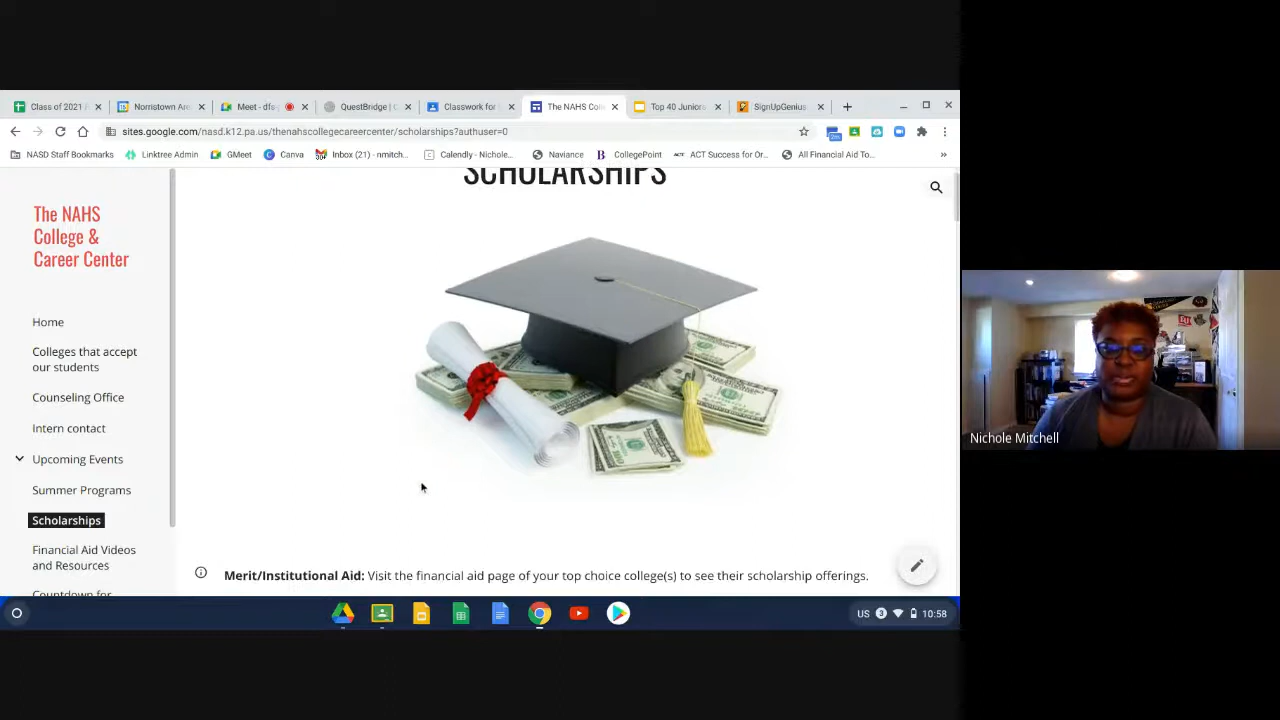 Class of 2021
Norristown Are
Meet - dfe
QuestBridge | C
Classwork for
The NAHS Coll
Top 40 Juniors
SignUpGenius
sites.google.com/nasd.k12.pa.us/thenahscollegecareercenter/scholarships?authuser=0
NASD Staff Bookmarks
Linktree Admin
GMeet
Canva
Inbox (21) - nmitch...
Calendly - Nichole...
Naviance
CollegePoint
ACT Success for Or...
All Financial Aid To...
»
SCHOLARSHIPS
The NAHS
College &
Career Center
Home
Colleges that accept
our students
Counseling Office
Intern contact
Upcoming Events
Summer Programs
Scholarships
Financial Aid Videos
and Resources
Countdown for
Merit/Institutional Aid: Visit the financial aid page of your top choice college(s) to see their scholarship offerings.
US 3 10:58
Nichole Mitchell